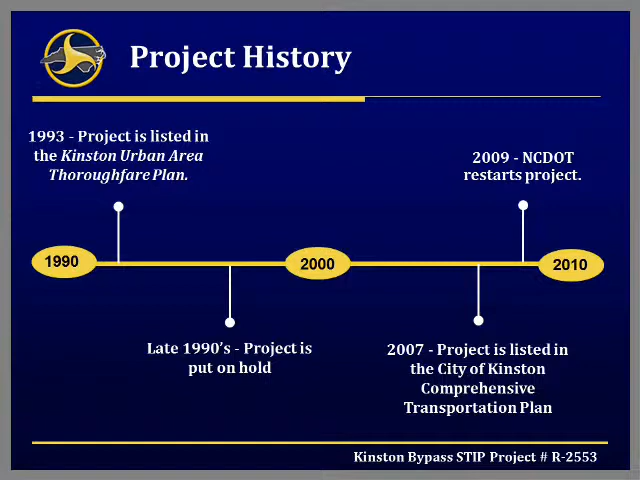 Project History
1993 - Project is listed in
the Kinston Urban Area
Thoroughfare Plan.
2009 - NCDOT
restarts project.
1990
2000
2010
Late 1990's - Project is
put on hold
2007 - Project is listed in
the City of Kinston
Comprehensive
Transportation Plan
Kinston Bypass STIP Project # R-2553